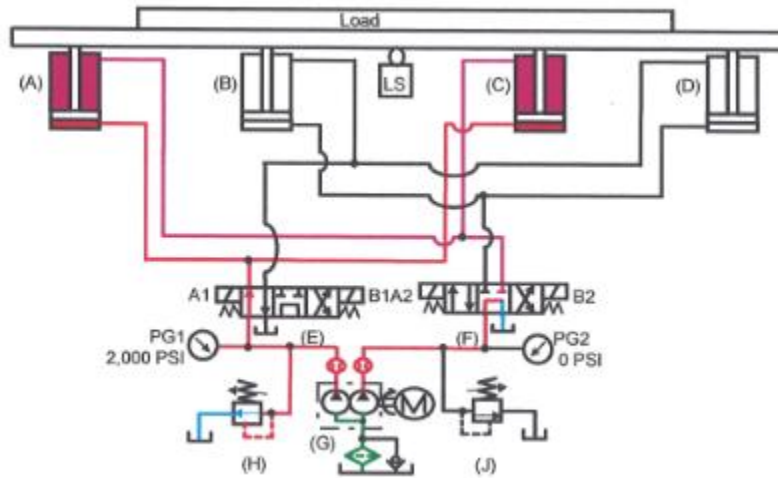 Load
(A)
(B)
LS
(C)
(D)
A1
B1A2
B2
PG1
2,000 PSI
(E)
(F)
PG2
0 PSI
M
(G)
(H)
(J)